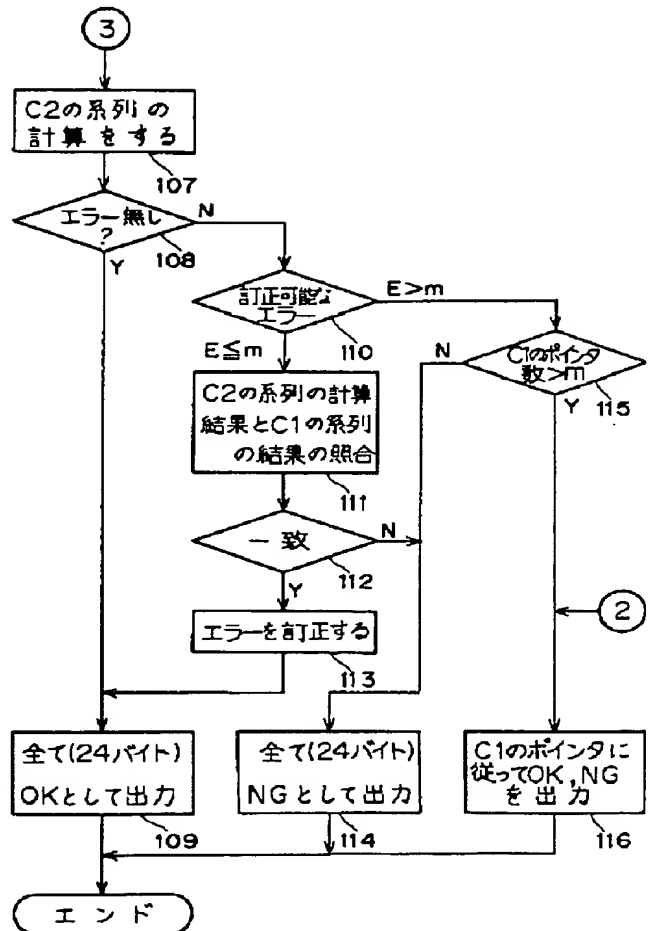 3
C2の系列の
計算をする
107
エラー無し
?
N
108
Y
訂正可能な
エラー
E>m
110
E≦m
N
C1のポインタ
数>m
115
Y
C2の系列の計算
結果とC1の系列
の結果の照合
111
一致
N
112
Y
2
エラーを訂正する
113
全て(24バイト)
OKとして出力
109
全て(24バイト)
NGとして出力
114
C1のポインタに
従ってOK,NG
を出力
116
エンド